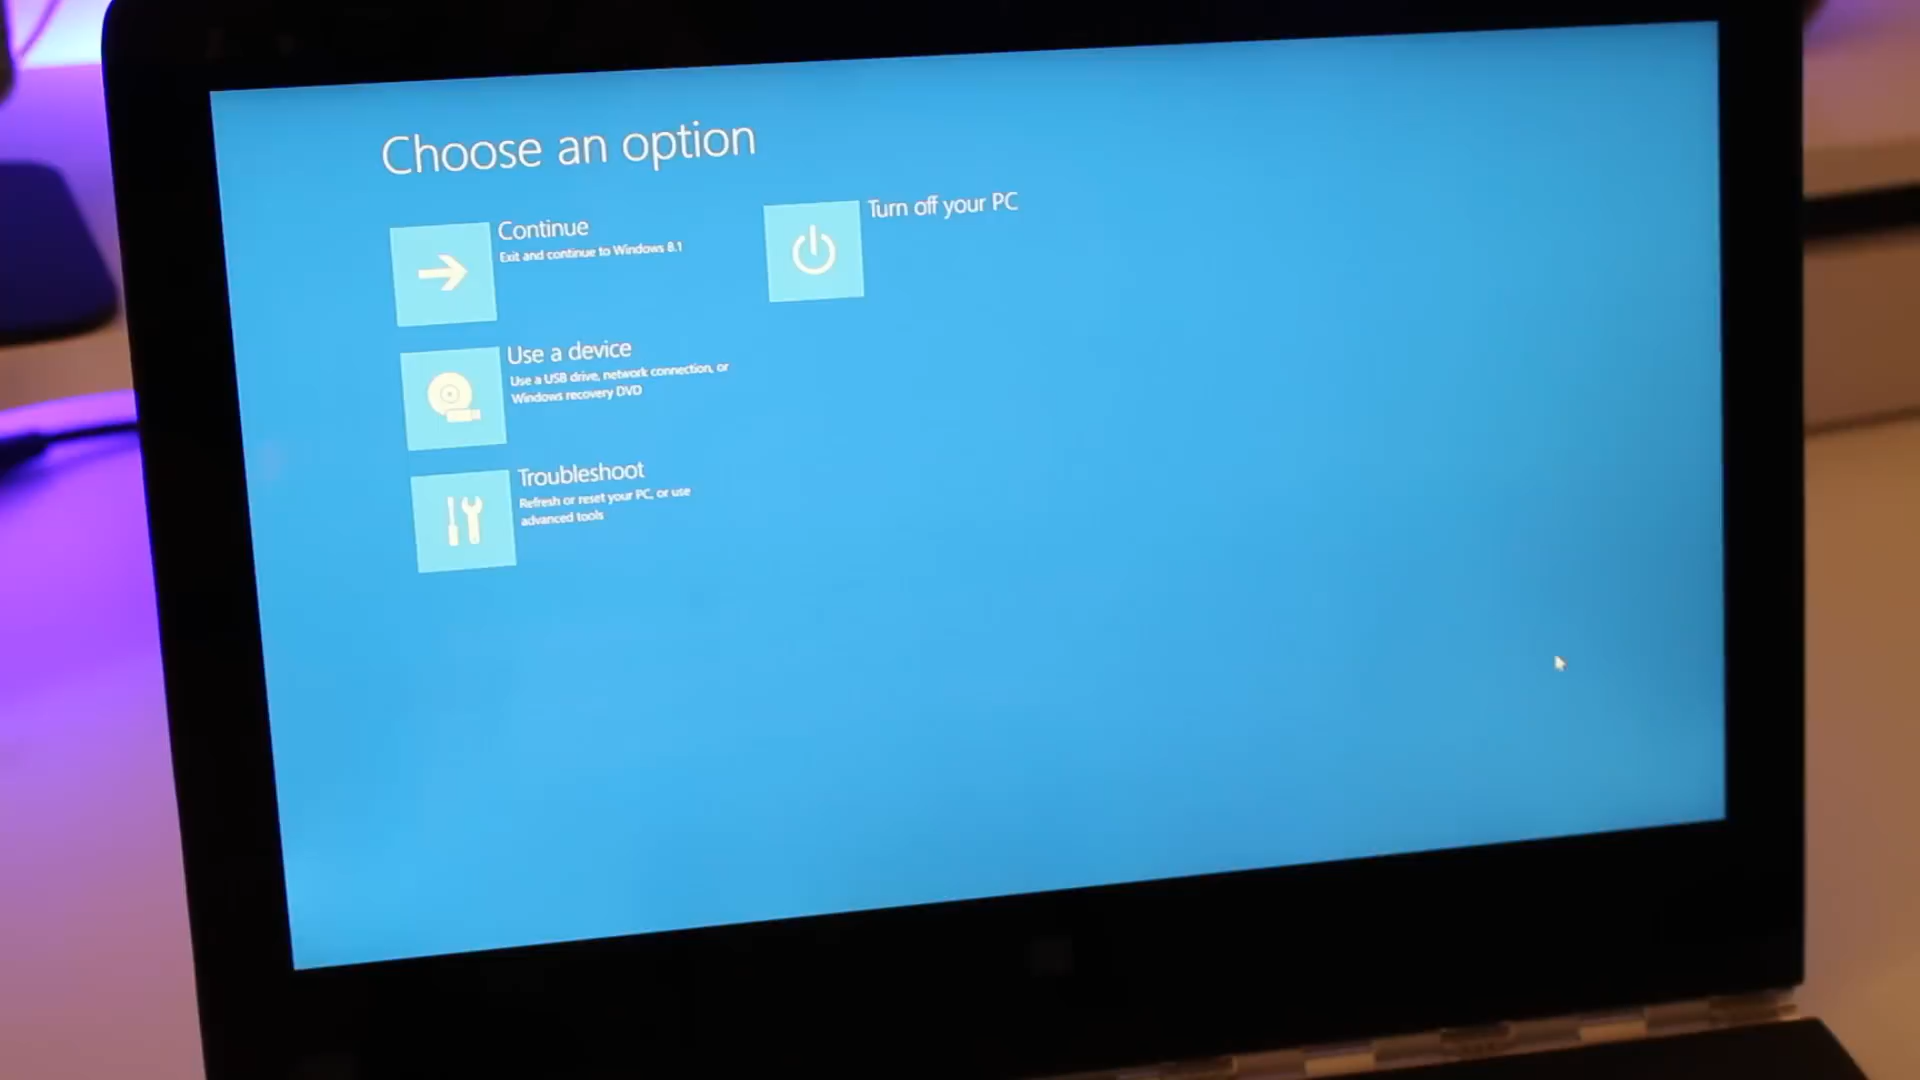 Choose an option
Continue
Exit and continue to Windows 8.1
Turn off your PC
Use a device
Use a USB drive, network connection, or
Windows recovery DVD
Troubleshoot
Refresh or reset your PC, or use
advanced tools